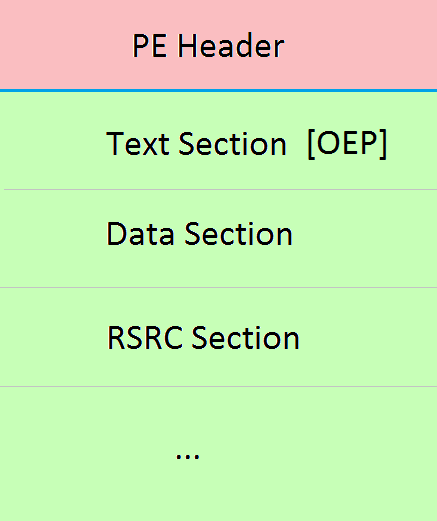 PE Header
Text Section [OEP]
Data Section
RSRC Section
...